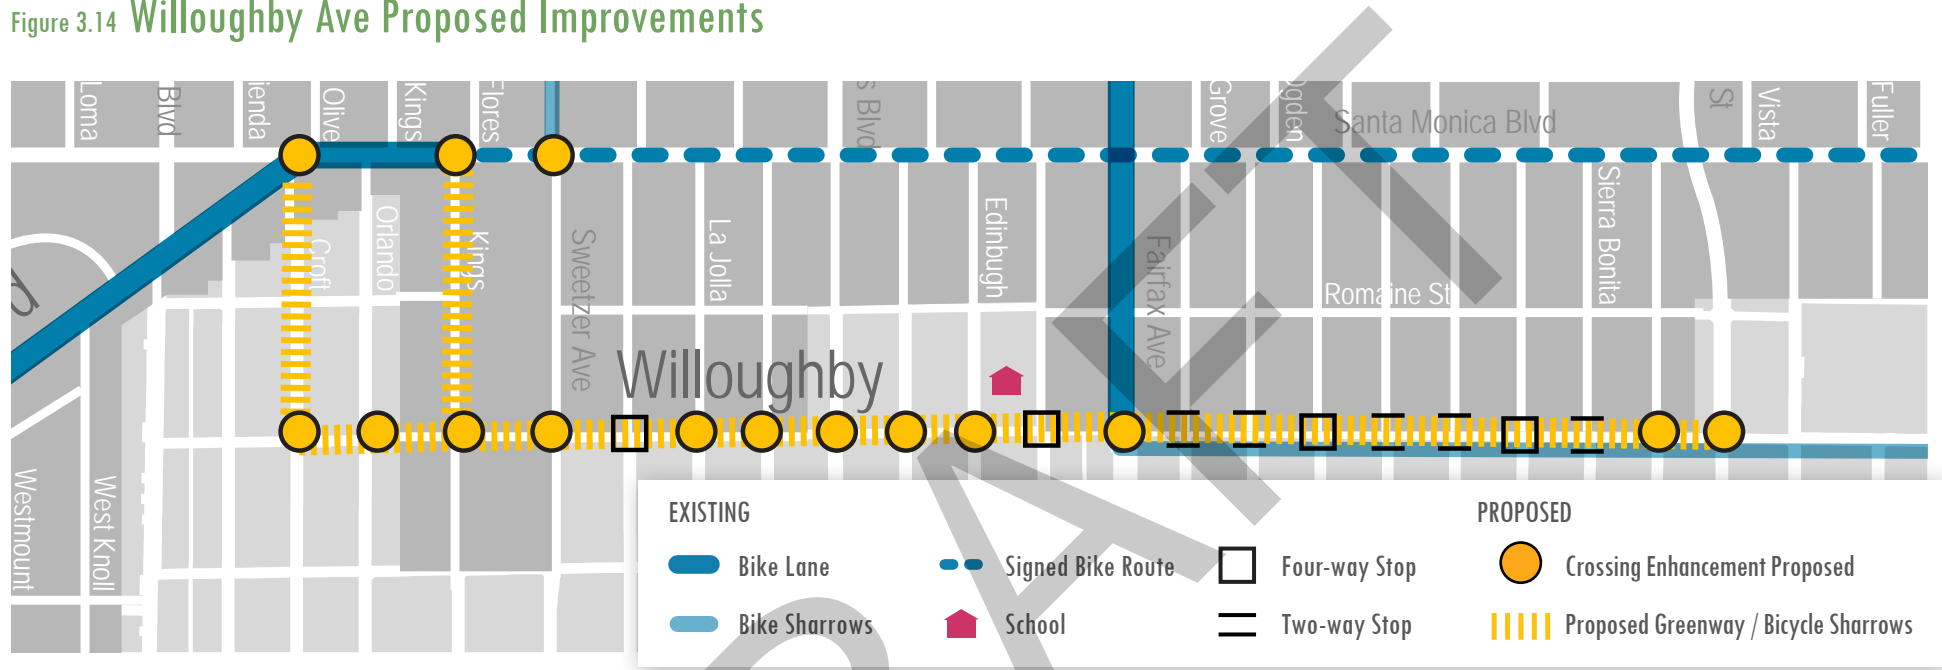 Figure 3.14 Willoughby Ave Proposed Improvements
Loma
Blvd
ienda
Olive
Kings
Flores
s Blvd
Grove
Ogden
Santa Monica Blvd
St
Vista
Fuller
Croft
Orlando
Kings
Sweetzer Ave
La Jolla
Edinbugh
Fairfax Ave
Romaine St
Sierra Bonita
Willoughby
Westmount
West Knoll
DRAFT
EXISTING
PROPOSED
Bike Lane
Signed Bike Route
Four-way Stop
Crossing Enhancement Proposed
Bike Sharrows
School
Two-way Stop
Proposed Greenway / Bicycle Sharrows